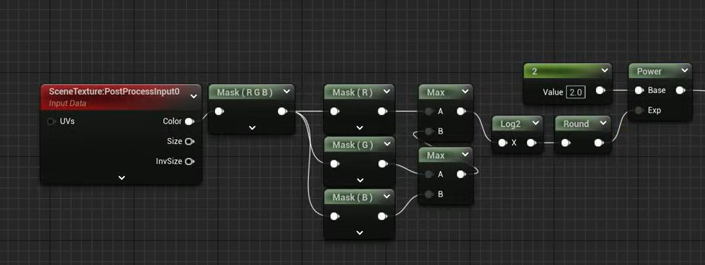 SceneTexture:PostProcessInput0
Input Data
UVs
Color
Size
InvSize
Mask ( R G B )
Mask ( R )
Mask ( G )
Mask ( B )
Max
A
B
Max
A
B
Log2
X
Round
2
Value 2.0
Power
Base
Exp